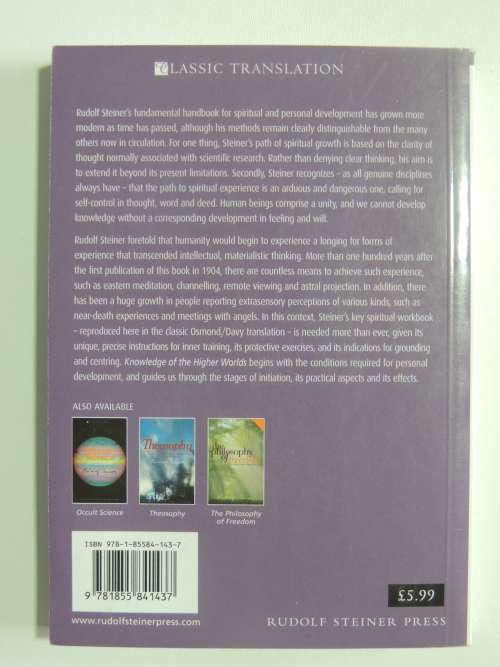 CLASSIC TRANSLATION
Rudolf Steiner's fundamental handbook for spiritual and personal development has grown more
modern as time has passed, although his methods remain clearly distinguishable from the many
others now in circulation. For one thing, Steiner's path of spiritual growth is based on the clarity of
thought normally associated with scientific research. Rather than denying clear thinking, his aim is
to extend it beyond its present limitations. Secondly, Steiner recognizes – as all genuine disciplines
always have – that the path to spiritual experience is an arduous and dangerous one, calling for
self-control in thought, word and deed. Human beings comprise a unity, and we cannot develop
knowledge without a corresponding development in feeling and will.
Rudolf Steiner foretold that humanity would begin to experience a longing for forms of
experience that transcended intellectual, materialistic thinking. More than one hundred years after
the first publication of this book in 1904, there are countless means to achieve such experience,
such as eastern meditation, channelling, remote viewing and astral projection. In addition, there
has been a huge growth in people reporting extrasensory perceptions of various kinds, such as
near-death experiences and meetings with angels. In this context, Steiner's key spiritual workbook
– reproduced here in the classic Osmond/Davy translation – is needed more than ever, given its
unique, precise instructions for inner training, its protective exercises, and its indications for grounding
and centring. Knowledge of the Higher Worlds begins with the conditions required for personal
development, and guides us through the stages of initiation, its practical aspects and its effects.
ALSO AVAILABLE
Theosophy
the
philosophy
of
Occult Science
Theosophy
The Philosophy
of Freedom
ISBN 978-1-85584-143-7
9 781855 841437
£5.99
www.rudolfsteinerpress.com
RUDOLF STEINER PRESS